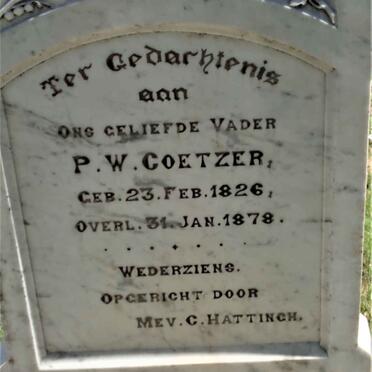 Ter Gedachtenis
aan
ONS GELIEFDE VADER
P. W. COETZER,
GEB. 23. FEB. 1826,
OVERL. 31. JAN. 1878.
WEDERZIENS.
OPGERICHT DOOR
MEV. C. HATTINGH.